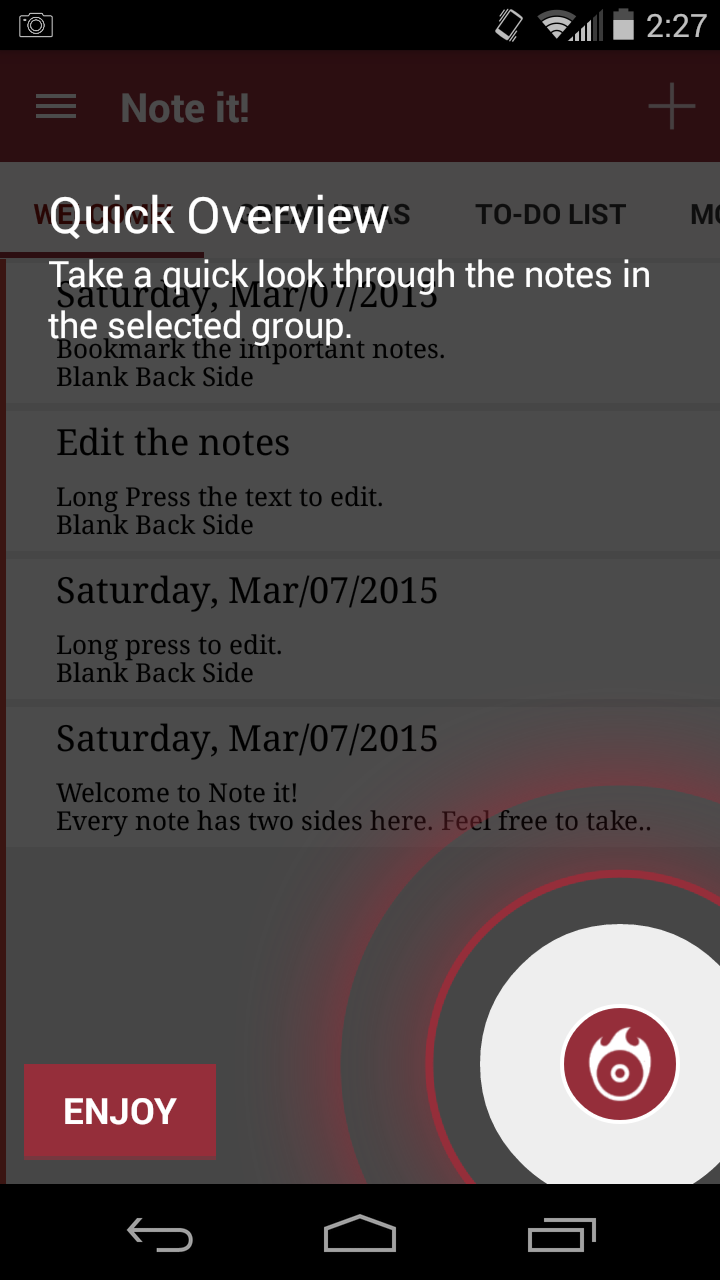 2:27
Note it!
WELCOME!
GREAT IDEAS
TO-DO LIST
MO
Quick Overview
Take a quick look through the notes in
the selected group.
Saturday, Mar/07/2015
Bookmark the important notes.
Blank Back Side
Edit the notes
Long Press the text to edit.
Blank Back Side
Saturday, Mar/07/2015
Long press to edit.
Blank Back Side
Saturday, Mar/07/2015
Welcome to Note it!
Every note has two sides here. Feel free to take..
ENJOY